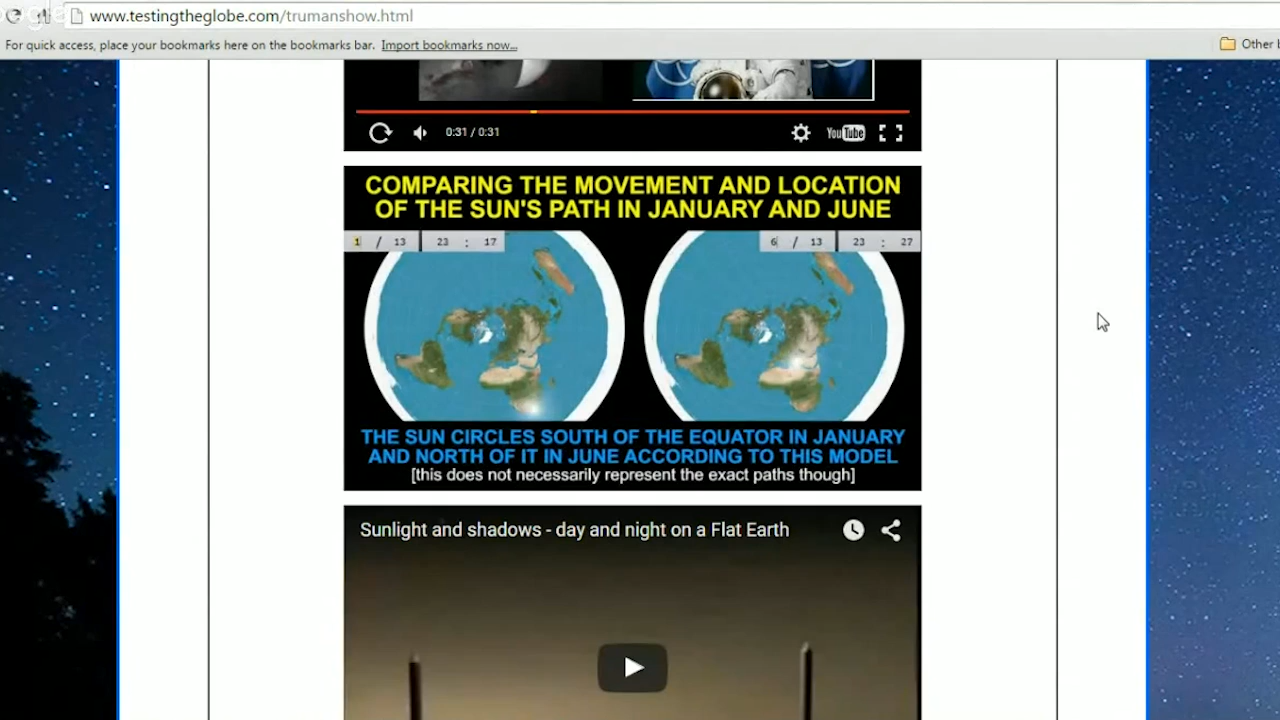 www.testingtheglobe.com/trumanshow.html
For quick access, place your bookmarks here on the bookmarks bar. Import bookmarks now...
Other
0:31 / 0:31
YouTube
COMPARING THE MOVEMENT AND LOCATION
OF THE SUN'S PATH IN JANUARY AND JUNE
1 / 13 23 : 17
6 / 13 23 : 27
THE SUN CIRCLES SOUTH OF THE EQUATOR IN JANUARY
AND NORTH OF IT IN JUNE ACCORDING TO THIS MODEL
[this does not necessarily represent the exact paths though]
Sunlight and shadows - day and night on a Flat Earth